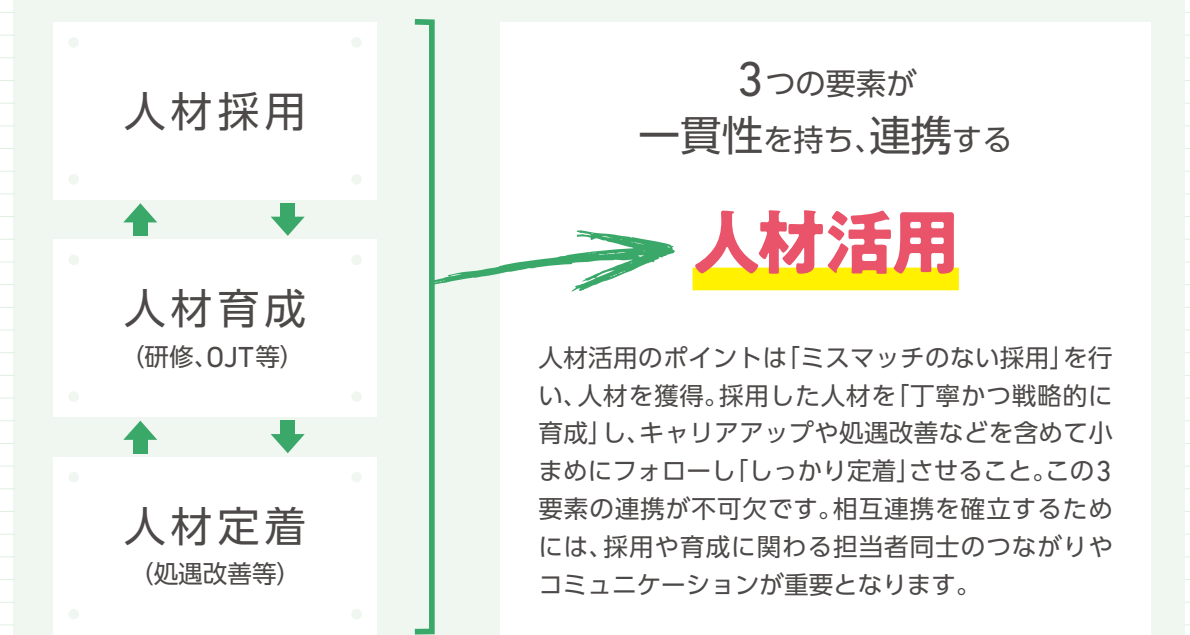 人材採用
人材育成
(研修、OJT等)
人材定着
(処遇改善等)
3つの要素が
一貫性を持ち、連携する
人材活用
人材活用のポイントは「ミスマッチのない採用」を行
い、人材を獲得。採用した人材を「丁寧かつ戦略的に
育成」し、キャリアアップや処遇改善などを含めて小
まめにフォローし「しっかり定着」させること。この3
要素の連携が不可欠です。相互連携を確立するため
には、採用や育成に関わる担当者同士のつながりや
コミュニケーションが重要となります。